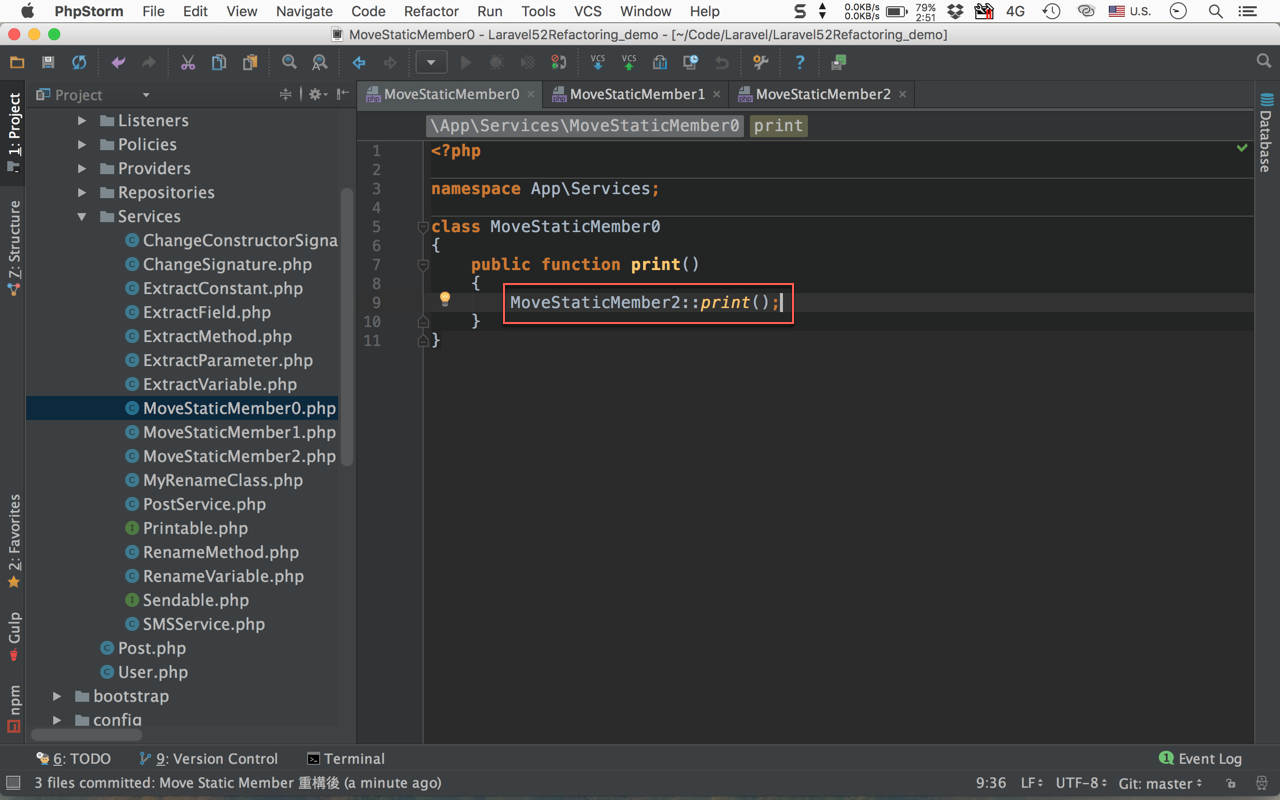 PhpStorm File Edit View Navigate Code Refactor Run Tools VCS Window Help 0.0KB/s 0.0KB/s 79% 2:51 4G U.S.
MoveStaticMember0 - Laravel52Refactoring_demo - [~/Code/Laravel/Laravel52Refactoring_demo]
VCS VCS
1: Project
7: Structure
2: Favorites
Gulp
npm
Project
Listeners
Policies
Providers
Repositories
Services
ChangeConstructorSigna
ChangeSignature.php
ExtractConstant.php
ExtractField.php
ExtractMethod.php
ExtractParameter.php
ExtractVariable.php
MoveStaticMember0.php
MoveStaticMember1.php
MoveStaticMember2.php
MyRenameClass.php
PostService.php
Printable.php
RenameMethod.php
RenameVariable.php
Sendable.php
SMSService.php
Post.php
User.php
bootstrap
config
MoveStaticMember0 MoveStaticMember1 MoveStaticMember2
\App\Services\MoveStaticMember0 print
1 <?php
2
3 namespace App\Services;
4
5 class MoveStaticMember0
6 {
7 public function print()
8 {
9 MoveStaticMember2::print();
10 }
11 }
Database
6: TODO 9: Version Control Terminal 1 Event Log
3 files committed: Move Static Member 重構後 (a minute ago) 9:36 LF UTF-8 Git: master